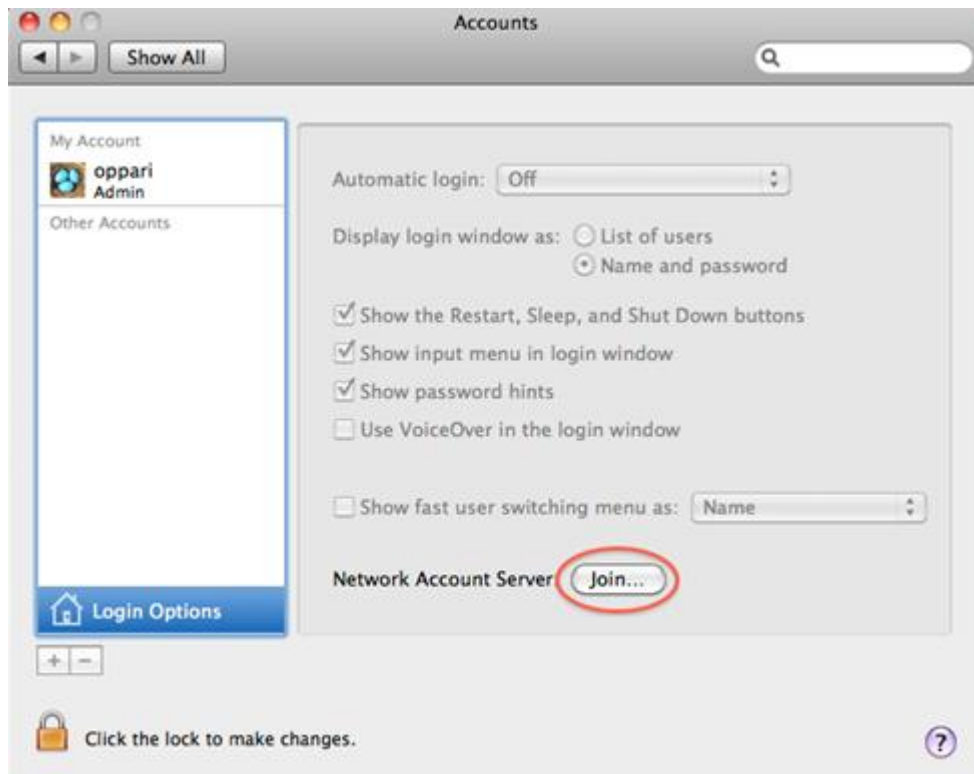 Accounts
Show All
My Account
oppari
Admin
Other Accounts
Login Options
Automatic login: Off
Display login window as: List of users
Name and password
Show the Restart, Sleep, and Shut Down buttons
Show input menu in login window
Show password hints
Use VoiceOver in the login window
Show fast user switching menu as: Name
Network Account Server Join...
+ −
Click the lock to make changes.
?